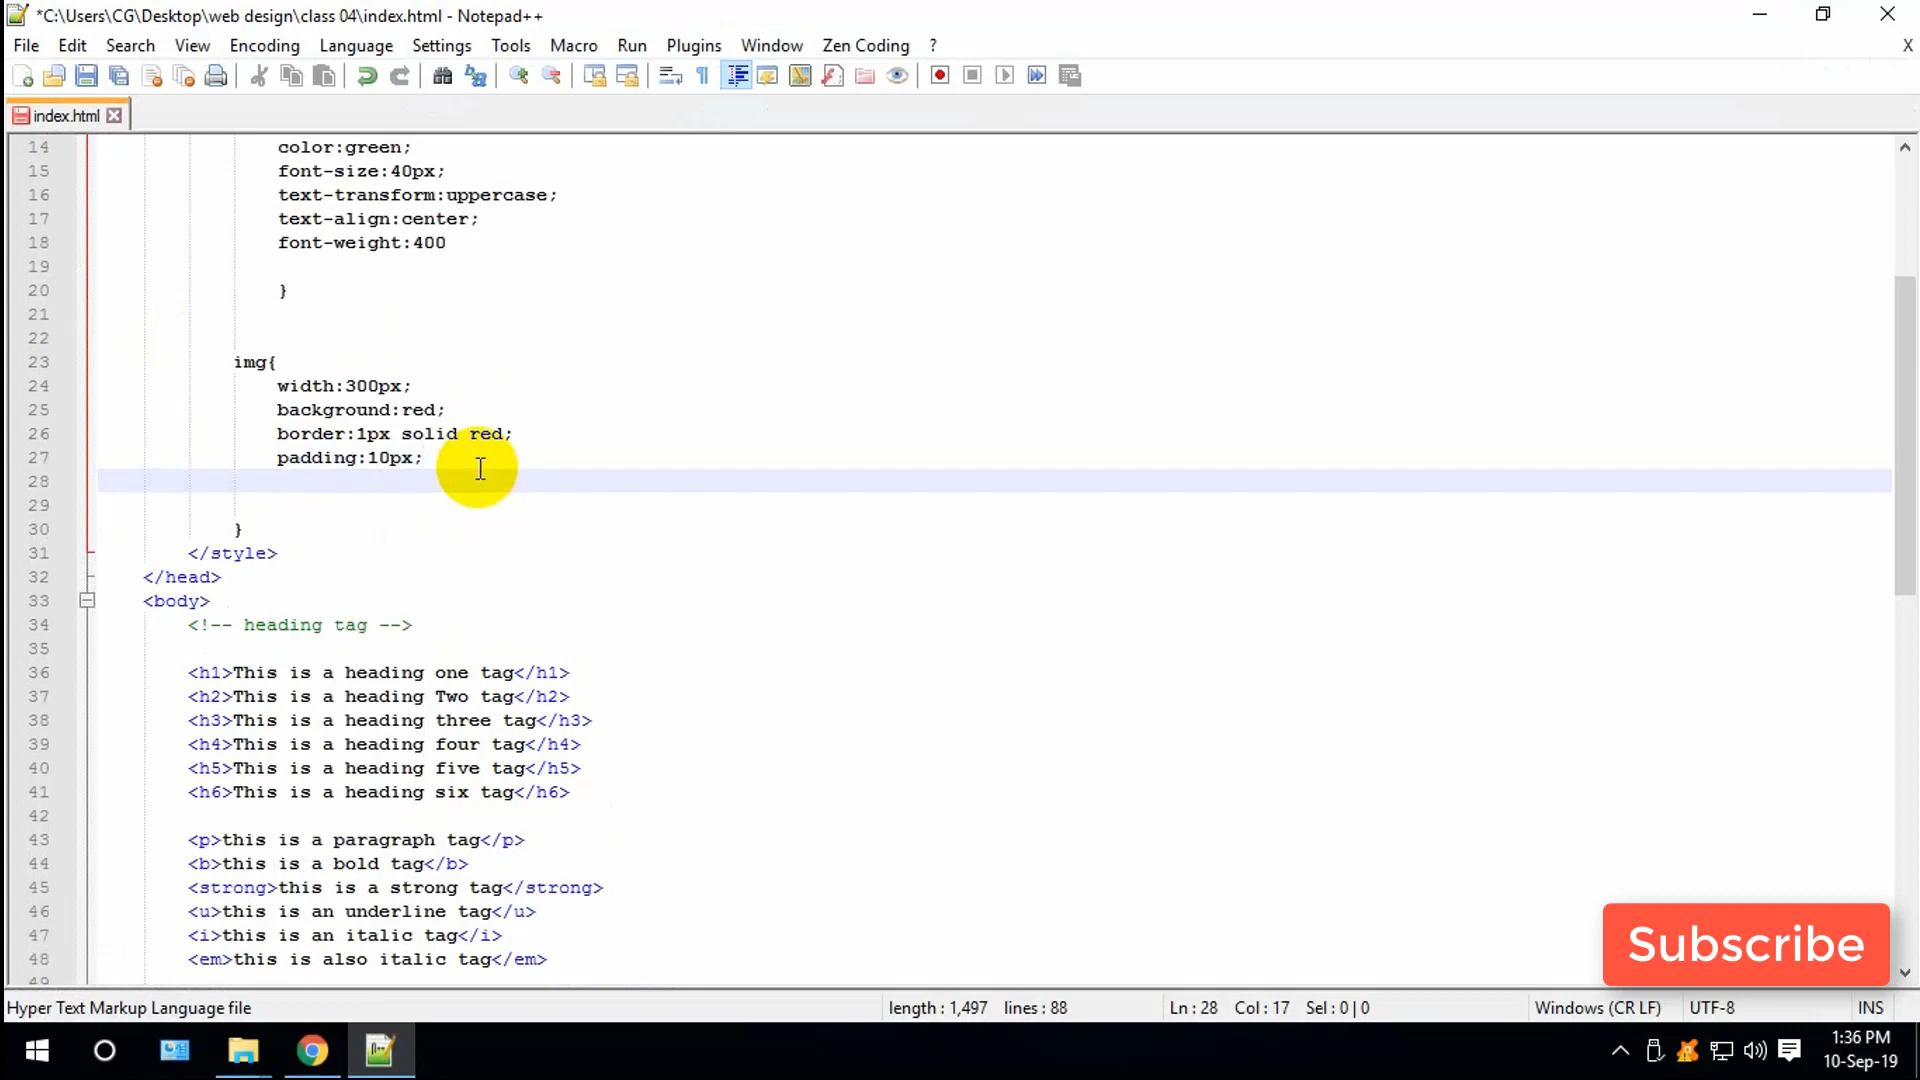 *C:\Users\CG\Desktop\web design\class 04\index.html - Notepad++
File Edit Search View Encoding Language Settings Tools Macro Run Plugins Window Zen Coding ? X
index.html
14 color:green;
15 font-size:40px;
16 text-transform:uppercase;
17 text-align:center;
18 font-weight:400
19
20 }
21
22
23 img{
24 width:300px;
25 background:red;
26 border:1px solid red;
27 padding:10px;
28
29
30 }
31 </style>
32 </head>
33 <body>
34 <!-- heading tag -->
35
36 <h1>This is a heading one tag</h1>
37 <h2>This is a heading Two tag</h2>
38 <h3>This is a heading three tag</h3>
39 <h4>This is a heading four tag</h4>
40 <h5>This is a heading five tag</h5>
41 <h6>This is a heading six tag</h6>
42
43 <p>this is a paragraph tag</p>
44 <b>this is a bold tag</b>
45 <strong>this is a strong tag</strong>
46 <u>this is an underline tag</u>
47 <i>this is an italic tag</i>
48 <em>this is also italic tag</em>
49
Subscribe
Hyper Text Markup Language file length : 1,497 lines : 88 Ln : 28 Col : 17 Sel : 0 | 0 Windows (CR LF) UTF-8 INS
1:36 PM
10-Sep-19